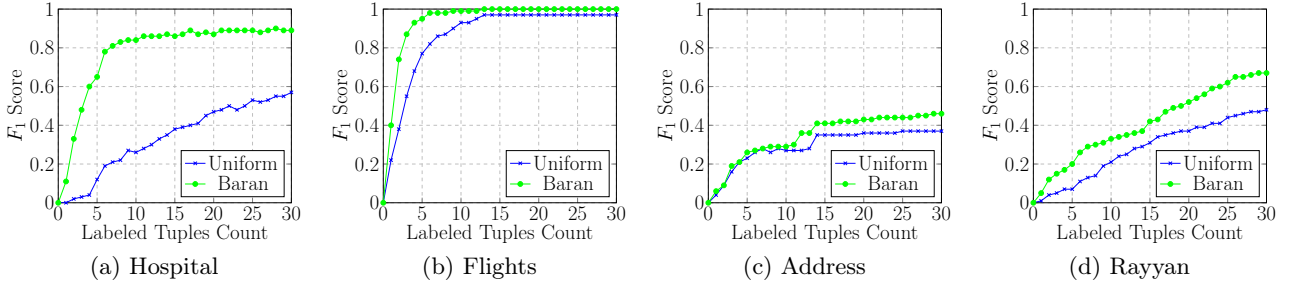 1
0.8
0.6
0.4
0.2
0
0 5 10 15 20 25 30
F1 Score
Labeled Tuples Count
Uniform
Baran
(a) Hospital
1
0.8
0.6
0.4
0.2
0
0 5 10 15 20 25 30
F1 Score
Labeled Tuples Count
Uniform
Baran
(b) Flights
1
0.8
0.6
0.4
0.2
0
0 5 10 15 20 25 30
F1 Score
Labeled Tuples Count
Uniform
Baran
(c) Address
1
0.8
0.6
0.4
0.2
0
0 5 10 15 20 25 30
F1 Score
Labeled Tuples Count
Uniform
Baran
(d) Rayyan